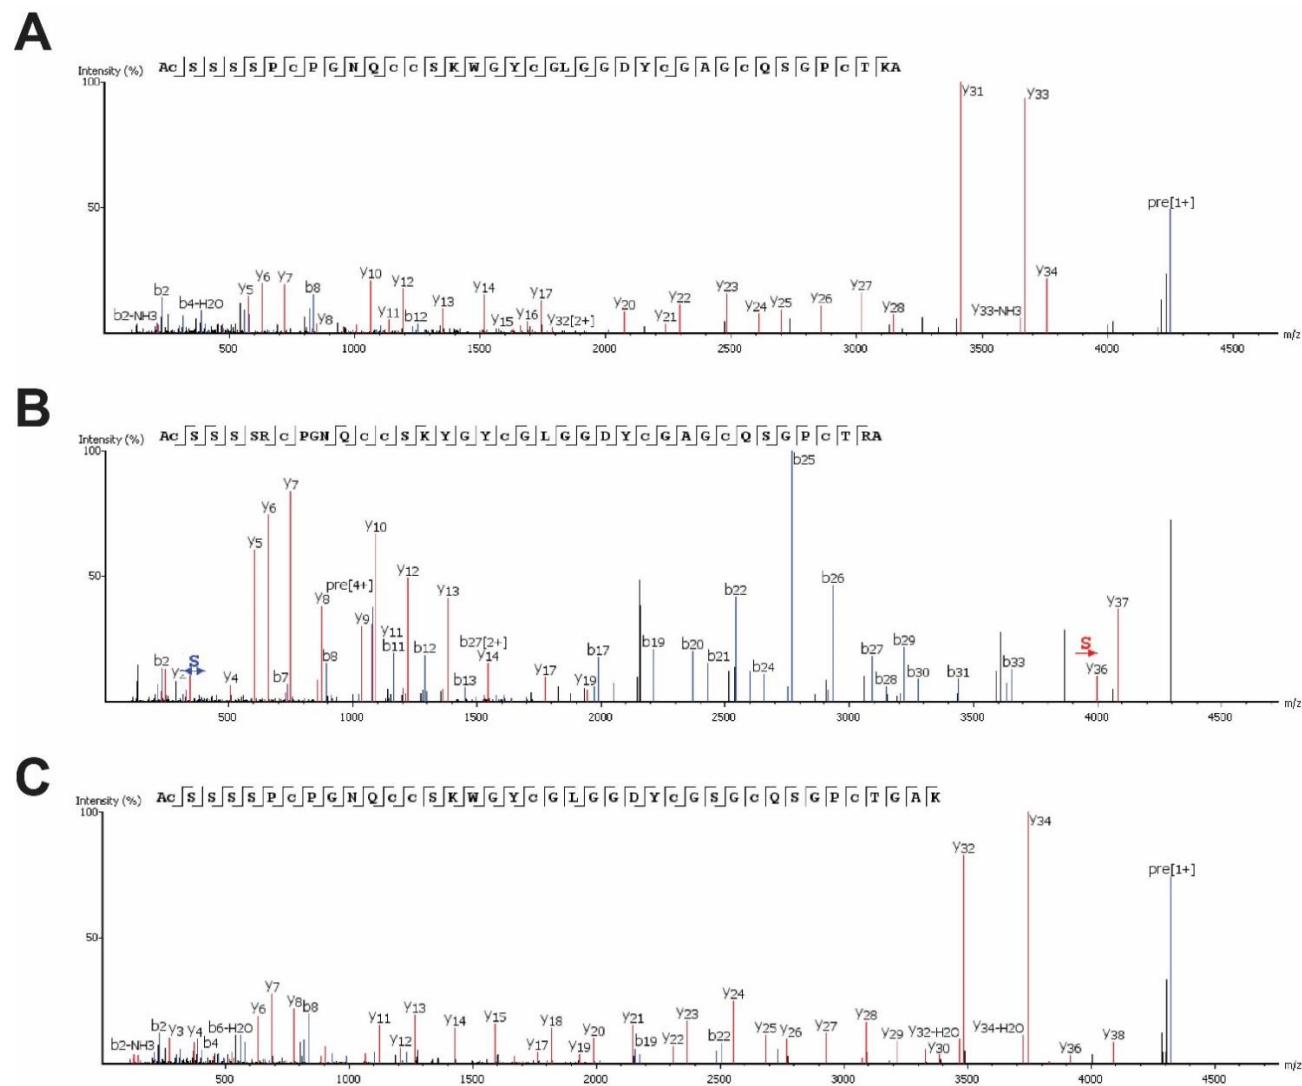 A
Intensity (%) Ac S S S S P C P G N Q C C S K W G Y C G L G G D Y C G A G C Q S G P C T K A
100
y31 y33
50
pre[1+]
b2 b4-H2O y5 y6 y7 b8 y10 y12 y14 y17 y20 y22 y23 y27 y34
b2-NH3 y8 y11 b12 y13 y15 y16 y32[2+] y21 y24 y25 y26 y28 y33-NH3
500 1000 1500 2000 2500 3000 3500 4000 4500 m/z
B
Intensity (%) Ac S S S S R C P G N Q C C S K Y G Y C G L G G D Y C G A G C Q S G P C T R A
100
b25
y7
y6
y10
y5
50
pre[4+] y12
y8 y13 b22 b26 y37
y9 y11 b27[2+]
b2 S b8 b11 b12 y14 b17 b19 b20 b21 b27 b29 S
y4 b7 b13 y17 y19 b24 b28 b30 b31 b33 y36
500 1000 1500 2000 2500 3000 3500 4000 4500 m/z
C
Intensity (%) Ac S S S S P C P G N Q C C S K W G Y C G L G G D Y C G S G C Q S G P C T G A K
100
y34
y32
pre[1+]
50
y7 y24
b2 y3 y4 b6-H2O y6 y8 b8 y11 y13 y14 y15 y18 y20 y21 y23 y28
b2-NH3 b4 y12 y17 y19 b19 y22 b22 y25 y26 y27 y29 y32-H2O y30 y34-H2O y36 y38
500 1000 1500 2000 2500 3000 3500 4000 4500 m/z